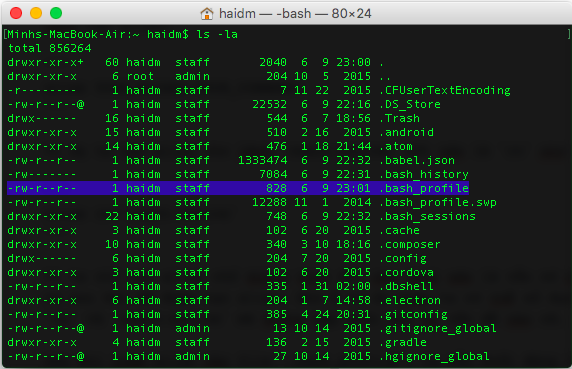 haidm — -bash — 80×24
[Minhs-MacBook-Air:~ haidm$ ls -la ]
total 856264
drwxr-xr-x+ 60 haidm staff 2040 6 9 23:00 .
drwxr-xr-x 6 root admin 204 10 5 2015 ..
-r-------- 1 haidm staff 7 11 22 2015 .CFUserTextEncoding
-rw-r--r--@ 1 haidm staff 22532 6 9 22:16 .DS_Store
drwx------ 16 haidm staff 544 6 7 18:56 .Trash
drwxr-xr-x 15 haidm staff 510 2 16 2015 .android
drwxr-xr-x 14 haidm staff 476 1 18 21:44 .atom
-rw-r--r-- 1 haidm staff 1333474 6 9 22:32 .babel.json
-rw------- 1 haidm staff 7084 6 9 22:31 .bash_history
-rw-r--r-- 1 haidm staff 828 6 9 23:01 .bash_profile
-rw-r--r-- 1 haidm staff 12288 11 1 2014 .bash_profile.swp
drwxr-xr-x 22 haidm staff 748 6 9 22:32 .bash_sessions
drwxr-xr-x 3 haidm staff 102 6 20 2015 .cache
drwxr-xr-x 10 haidm staff 340 3 10 18:16 .composer
drwx------ 6 haidm staff 204 7 20 2015 .config
drwxr-xr-x 3 haidm staff 102 6 20 2015 .cordova
-rw-r--r-- 1 haidm staff 335 1 31 02:00 .dbshell
drwxr-xr-x 6 haidm staff 204 1 7 14:58 .electron
-rw-r--r-- 1 haidm staff 385 4 24 20:31 .gitconfig
-rw-r--r--@ 1 haidm admin 13 10 14 2015 .gitignore_global
drwxr-xr-x 4 haidm staff 136 2 15 2015 .gradle
-rw-r--r--@ 1 haidm admin 27 10 14 2015 .hgignore_global